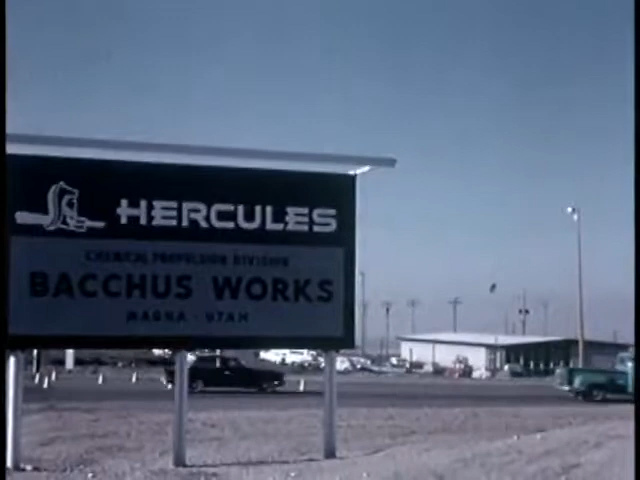 HERCULES
CHEMICAL PROPULSION DIVISION
BACCHUS WORKS
MAGNA - UTAH